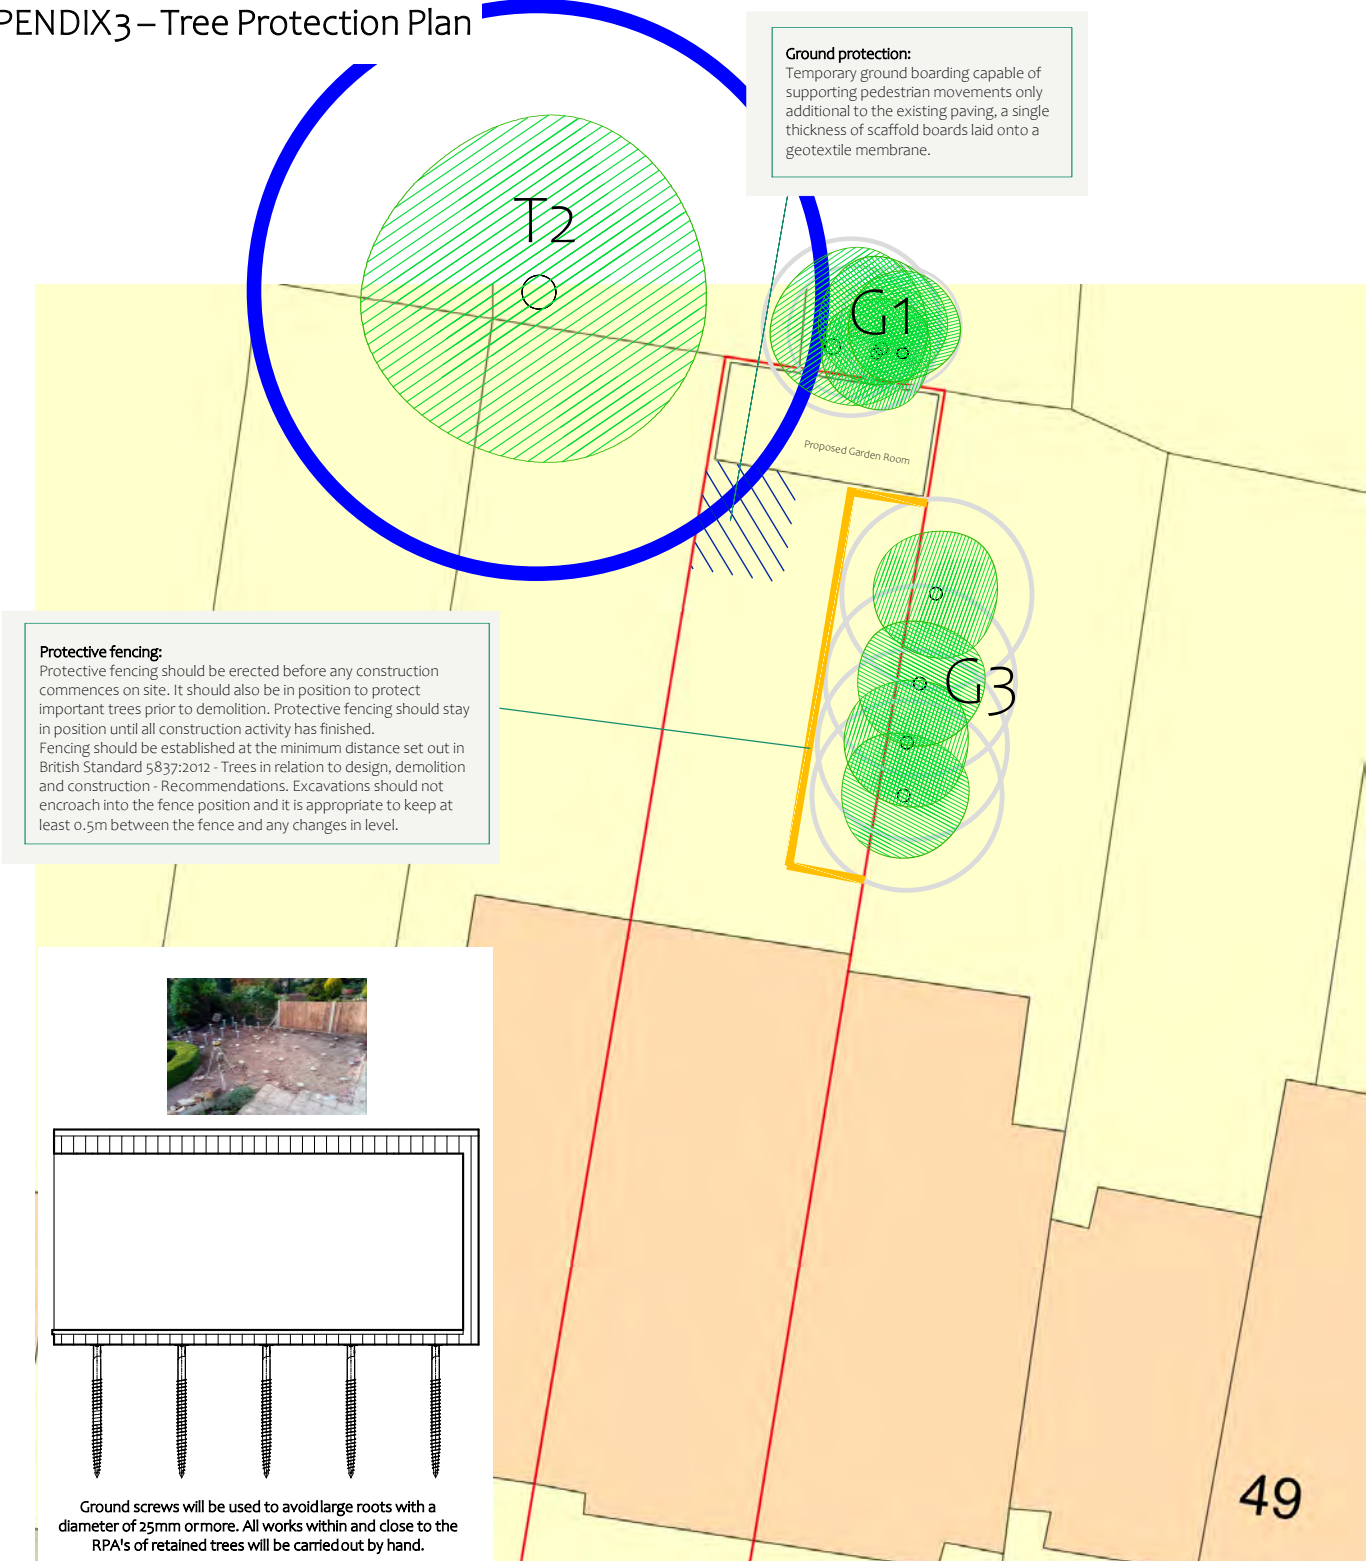 PENDIX3 – Tree Protection Plan
Ground protection:
Temporary ground boarding capable of
supporting pedestrian movements only
additional to the existing paving, a single
thickness of scaffold boards laid onto a
geotextile membrane.
T2
G1
Proposed Garden Room
G3
Protective fencing:
Protective fencing should be erected before any construction
commences on site. It should also be in position to protect
important trees prior to demolition. Protective fencing should stay
in position until all construction activity has finished.
Fencing should be established at the minimum distance set out in
British Standard 5837:2012 - Trees in relation to design, demolition
and construction - Recommendations. Excavations should not
encroach into the fence position and it is appropriate to keep at
least 0.5m between the fence and any changes in level.
Ground screws will be used to avoid large roots with a
diameter of 25mm or more. All works within and close to the
RPA's of retained trees will be carried out by hand.
49